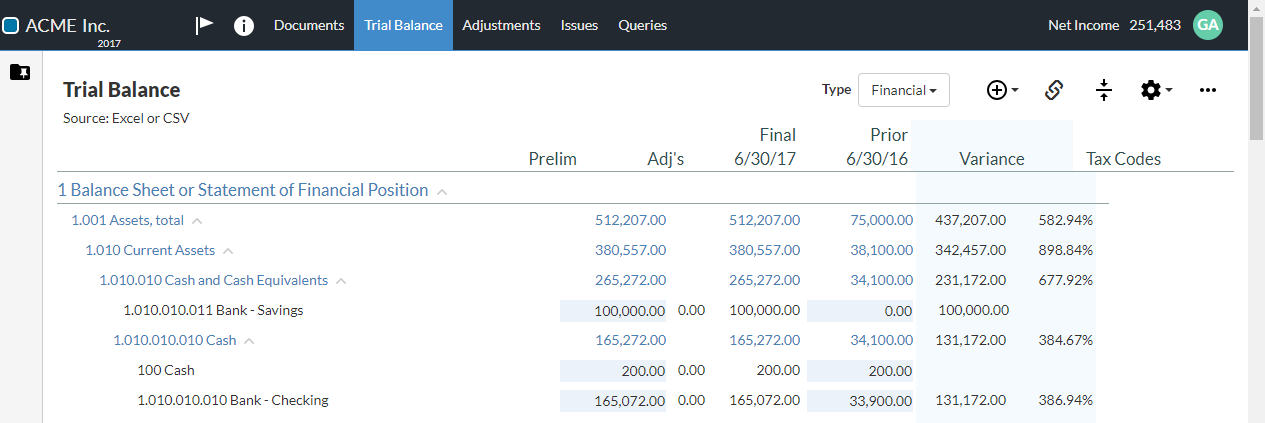 ACME Inc. Documents Trial Balance Adjustments Issues Queries Net Income 251,483 GA
2017
Trial Balance Type Financial
Source: Excel or CSV
Final Prior
Prelim Adj's 6/30/17 6/30/16 Variance Tax Codes
1 Balance Sheet or Statement of Financial Position
1.001 Assets, total 512,207.00 512,207.00 75,000.00 437,207.00 582.94%
1.010 Current Assets 380,557.00 380,557.00 38,100.00 342,457.00 898.84%
1.010.010 Cash and Cash Equivalents 265,272.00 265,272.00 34,100.00 231,172.00 677.92%
1.010.010.011 Bank - Savings 100,000.00 0.00 100,000.00 0.00 100,000.00
1.010.010.010 Cash 165,272.00 165,272.00 34,100.00 131,172.00 384.67%
100 Cash 200.00 0.00 200.00 200.00
1.010.010.010 Bank - Checking 165,072.00 0.00 165,072.00 33,900.00 131,172.00 386.94%